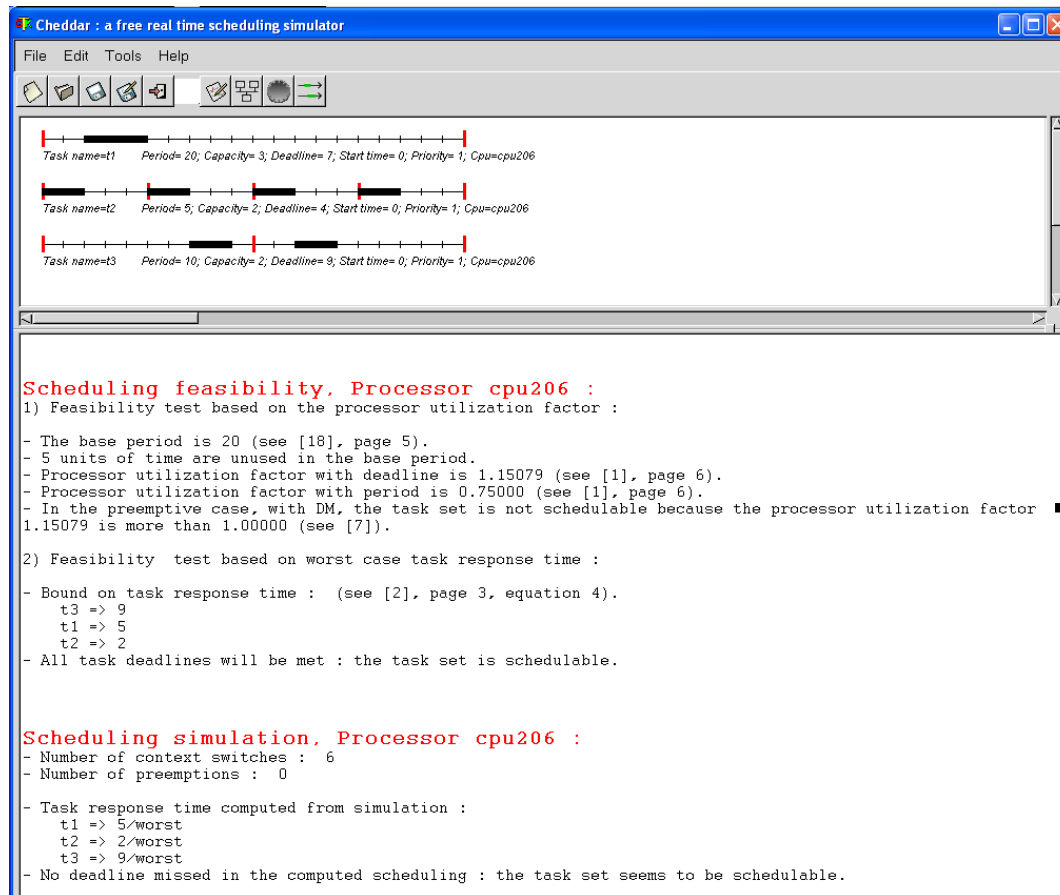 Cheddar : a free real time scheduling simulator
File Edit Tools Help
Task name=t1 Period= 20; Capacity= 3; Deadline= 7; Start time= 0; Priority= 1; Cpu=cpu206
Task name=t2 Period= 5; Capacity= 2; Deadline= 4; Start time= 0; Priority= 1; Cpu=cpu206
Task name=t3 Period= 10; Capacity= 2; Deadline= 9; Start time= 0; Priority= 1; Cpu=cpu206
Scheduling feasibility, Processor cpu206 :
1) Feasibility test based on the processor utilization factor :
- The base period is 20 (see [18], page 5).
- 5 units of time are unused in the base period.
- Processor utilization factor with deadline is 1.15079 (see [1], page 6).
- Processor utilization factor with period is 0.75000 (see [1], page 6).
- In the preemptive case, with DM, the task set is not schedulable because the processor utilization factor
1.15079 is more than 1.00000 (see [7]).
2) Feasibility test based on worst case task response time :
- Bound on task response time : (see [2], page 3, equation 4).
t3 => 9
t1 => 5
t2 => 2
- All task deadlines will be met : the task set is schedulable.
Scheduling simulation, Processor cpu206 :
- Number of context switches : 6
- Number of preemptions : 0
- Task response time computed from simulation :
t1 => 5/worst
t2 => 2/worst
t3 => 9/worst
- No deadline missed in the computed scheduling : the task set seems to be schedulable.